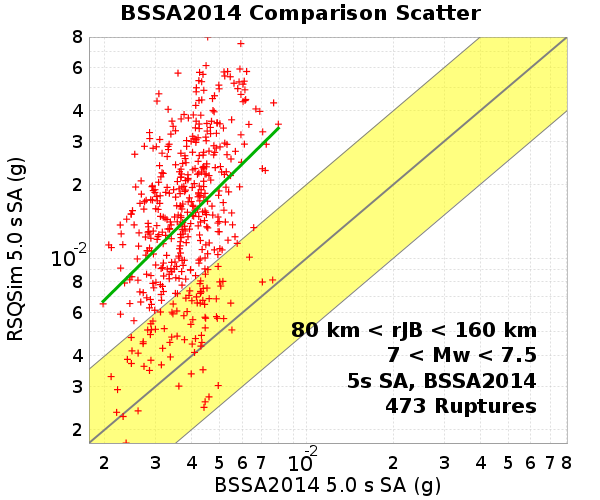 BSSA2014 Comparison Scatter
RSQSim 5.0 s SA (g)
8
6
4
3
2
10-2
8
6
4
3
2
80 km < rJB < 160 km
7 < Mw < 7.5
5s SA, BSSA2014
473 Ruptures
2 3 4 5 6 7 10-2 2 3 4 5 6 7 8
BSSA2014 5.0 s SA (g)